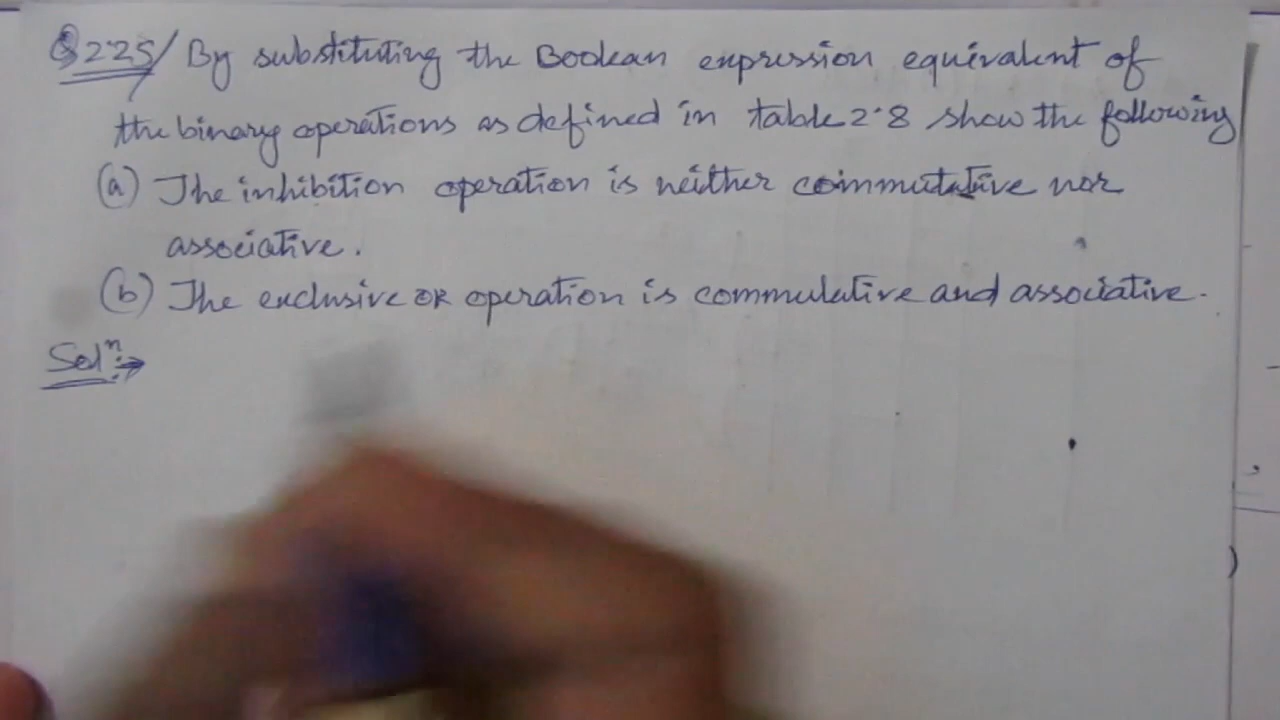 Q2.25/ By substituting the Boolean expression equivalent of
the binary operations as defined in table 2.8 show the following
(a) The inhibition operation is neither commutative nor
associative.
(b) The exclusive OR operation is commulative and associative.
Solⁿ:→